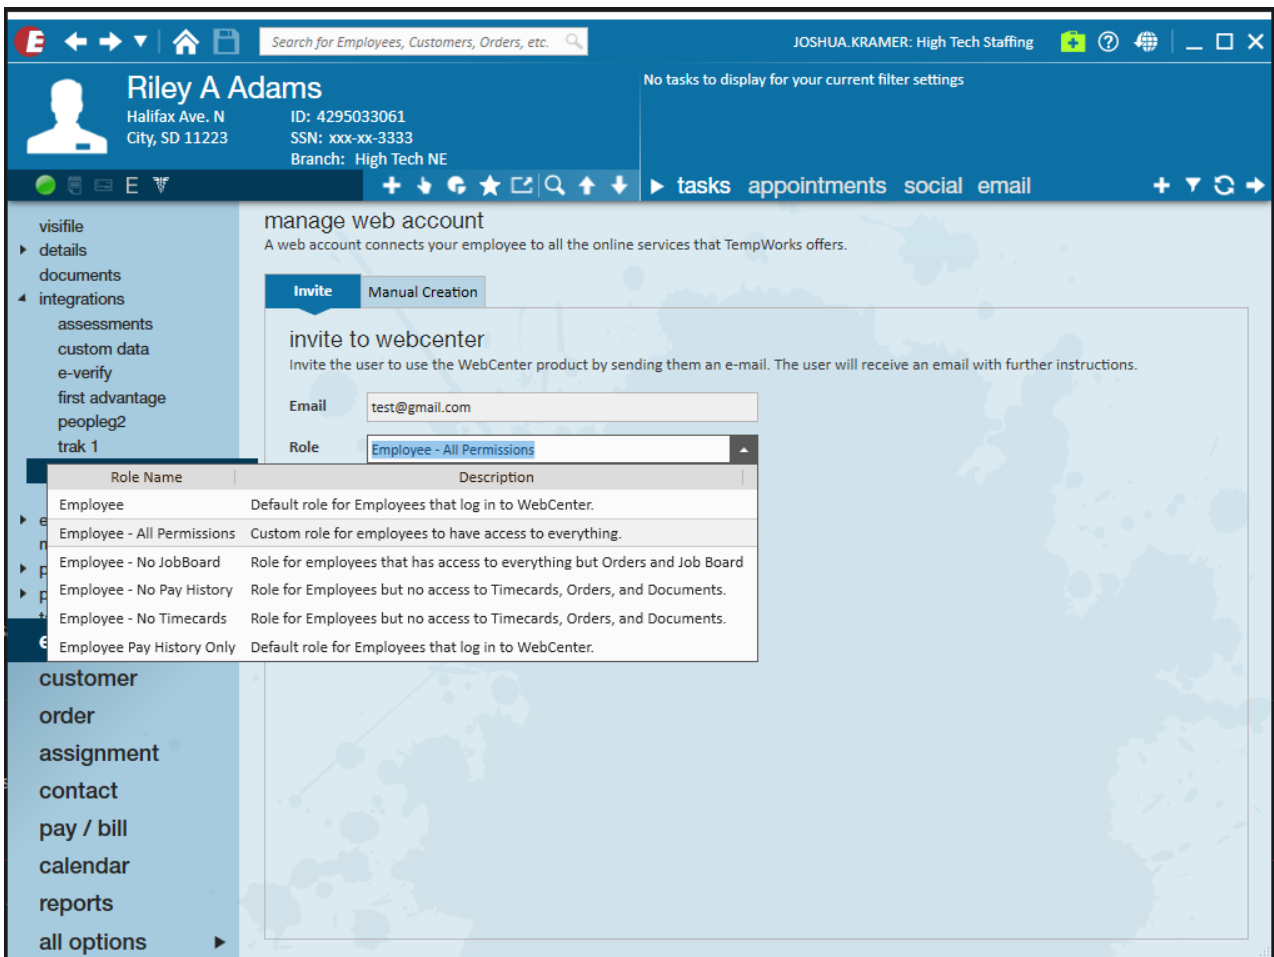 E
Search for Employees, Customers, Orders, etc.
JOSHUA.KRAMER: High Tech Staffing
Riley A Adams
Halifax Ave. N
City, SD 11223
ID: 4295033061
SSN: xxx-xx-3333
Branch: High Tech NE
No tasks to display for your current filter settings
E
tasks appointments social email
visifile
details
documents
integrations
assessments
custom data
e-verify
first advantage
peopleg2
trak 1
manage web account
A web account connects your employee to all the online services that TempWorks offers.
Invite
Manual Creation
invite to webcenter
Invite the user to use the WebCenter product by sending them an e-mail. The user will receive an email with further instructions.
Email test@gmail.com
Role Employee - All Permissions
Role Name Description
Employee Default role for Employees that log in to WebCenter.
Employee - All Permissions Custom role for employees to have access to everything.
Employee - No JobBoard Role for employees that has access to everything but Orders and Job Board
Employee - No Pay History Role for Employees but no access to Timecards, Orders, and Documents.
Employee - No Timecards Role for Employees but no access to Timecards, Orders, and Documents.
Employee Pay History Only Default role for Employees that log in to WebCenter.
customer
order
assignment
contact
pay / bill
calendar
reports
all options